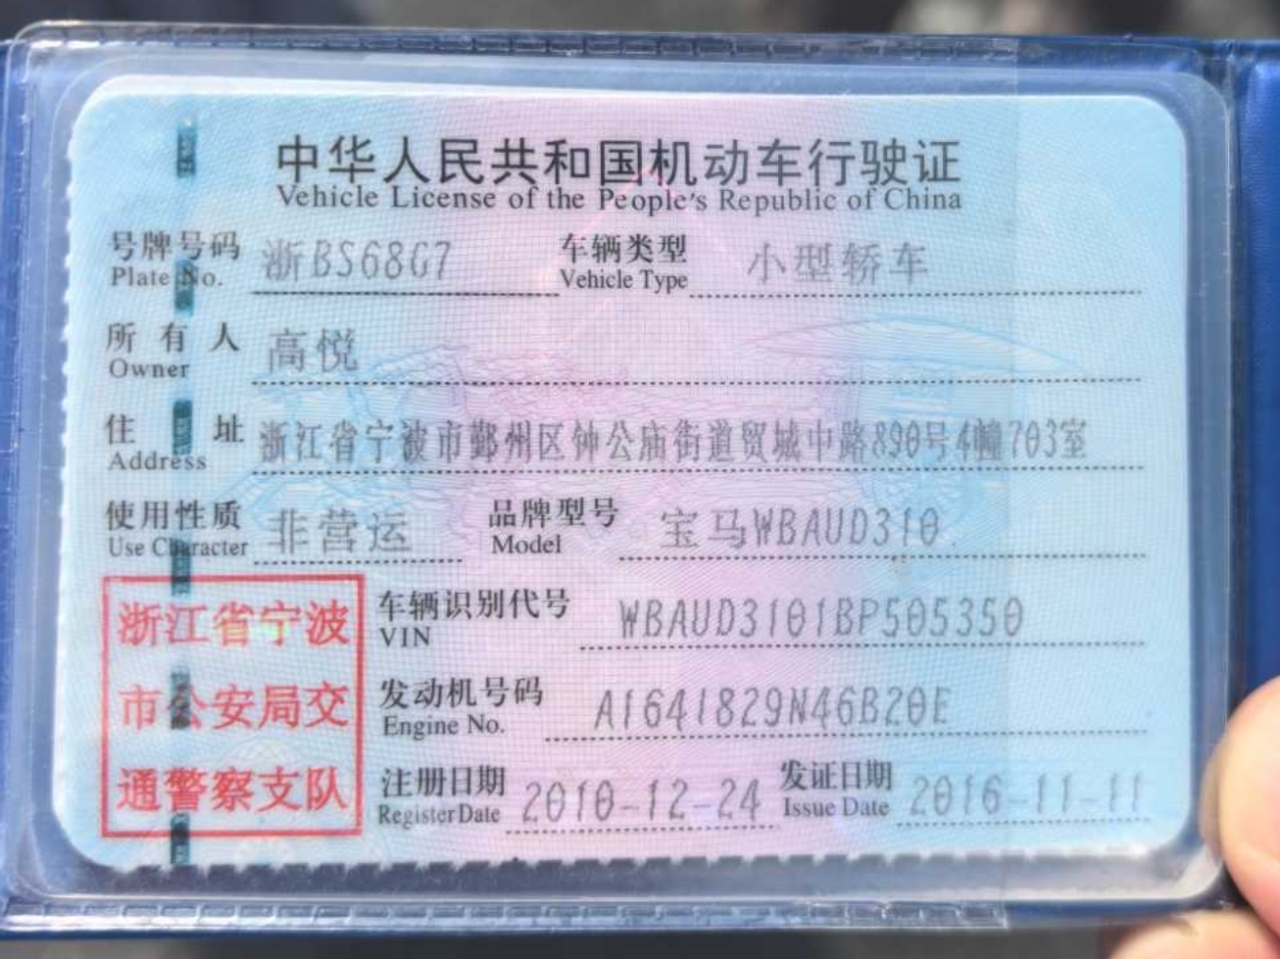 中华人民共和国机动车行驶证
Vehicle License of the People's Republic of China
号牌号码 浙BS68G7 车辆类型 小型轿车
Plate No. Vehicle Type
所有人 高悦
Owner
住址 浙江省宁波市鄞州区钟公庙街道贸城中路890号4幢703室
Address
使用性质 非营运 品牌型号 宝马WBAUD310
Use Character Model
浙江省宁波 车辆识别代号 WBAUD3101BP505350
VIN
市公安局交 发动机号码 A1641829N46B20E
Engine No.
通警察支队 注册日期 2010-12-24 发证日期 2016-11-11
Register Date Issue Date